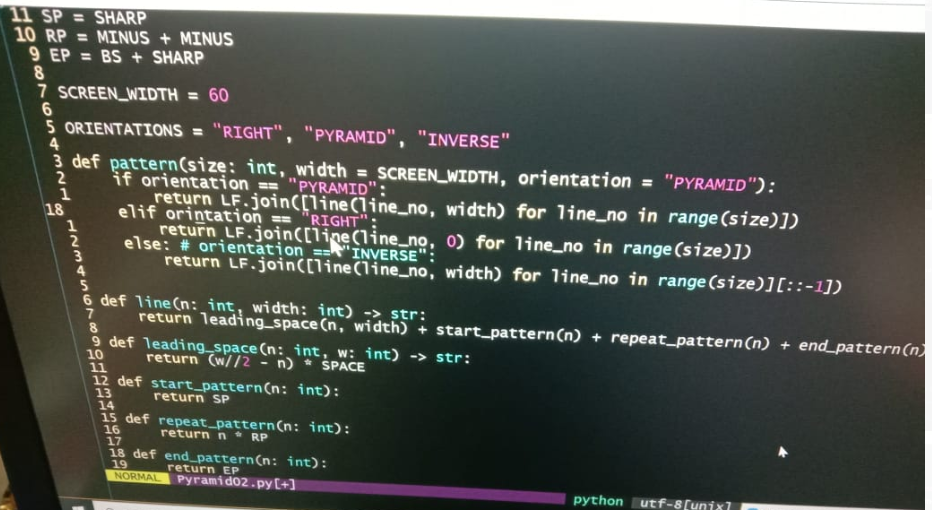 11 SP = SHARP
10 RP = MINUS + MINUS
9 EP = BS + SHARP
8
7 SCREEN_WIDTH = 60
6
5 ORIENTATIONS = "RIGHT", "PYRAMID", "INVERSE"
4
3 def pattern(size: int, width = SCREEN_WIDTH, orientation = "PYRAMID"):
2 if orientation == "PYRAMID":
1 return LF.join([line(line_no, width) for line_no in range(size)])
18 elif orintation == "RIGHT":
1 return LF.join([line(line_no, 0) for line_no in range(size)])
2 else: # orientation == "INVERSE":
3 return LF.join([line(line_no, width) for line_no in range(size)][::-1])
4
5
6 def line(n: int, width: int) -> str:
7 return leading_space(n, width) + start_pattern(n) + repeat_pattern(n) + end_pattern(n)
8
9 def leading_space(n: int, w: int) -> str:
10 return (w//2 - n) * SPACE
11
12 def start_pattern(n: int):
13 return SP
14
15 def repeat_pattern(n: int):
16 return n * RP
17
18 def end_pattern(n: int):
19 return EP
NORMAL Pyramid02.py[+] python utf-8[unix]